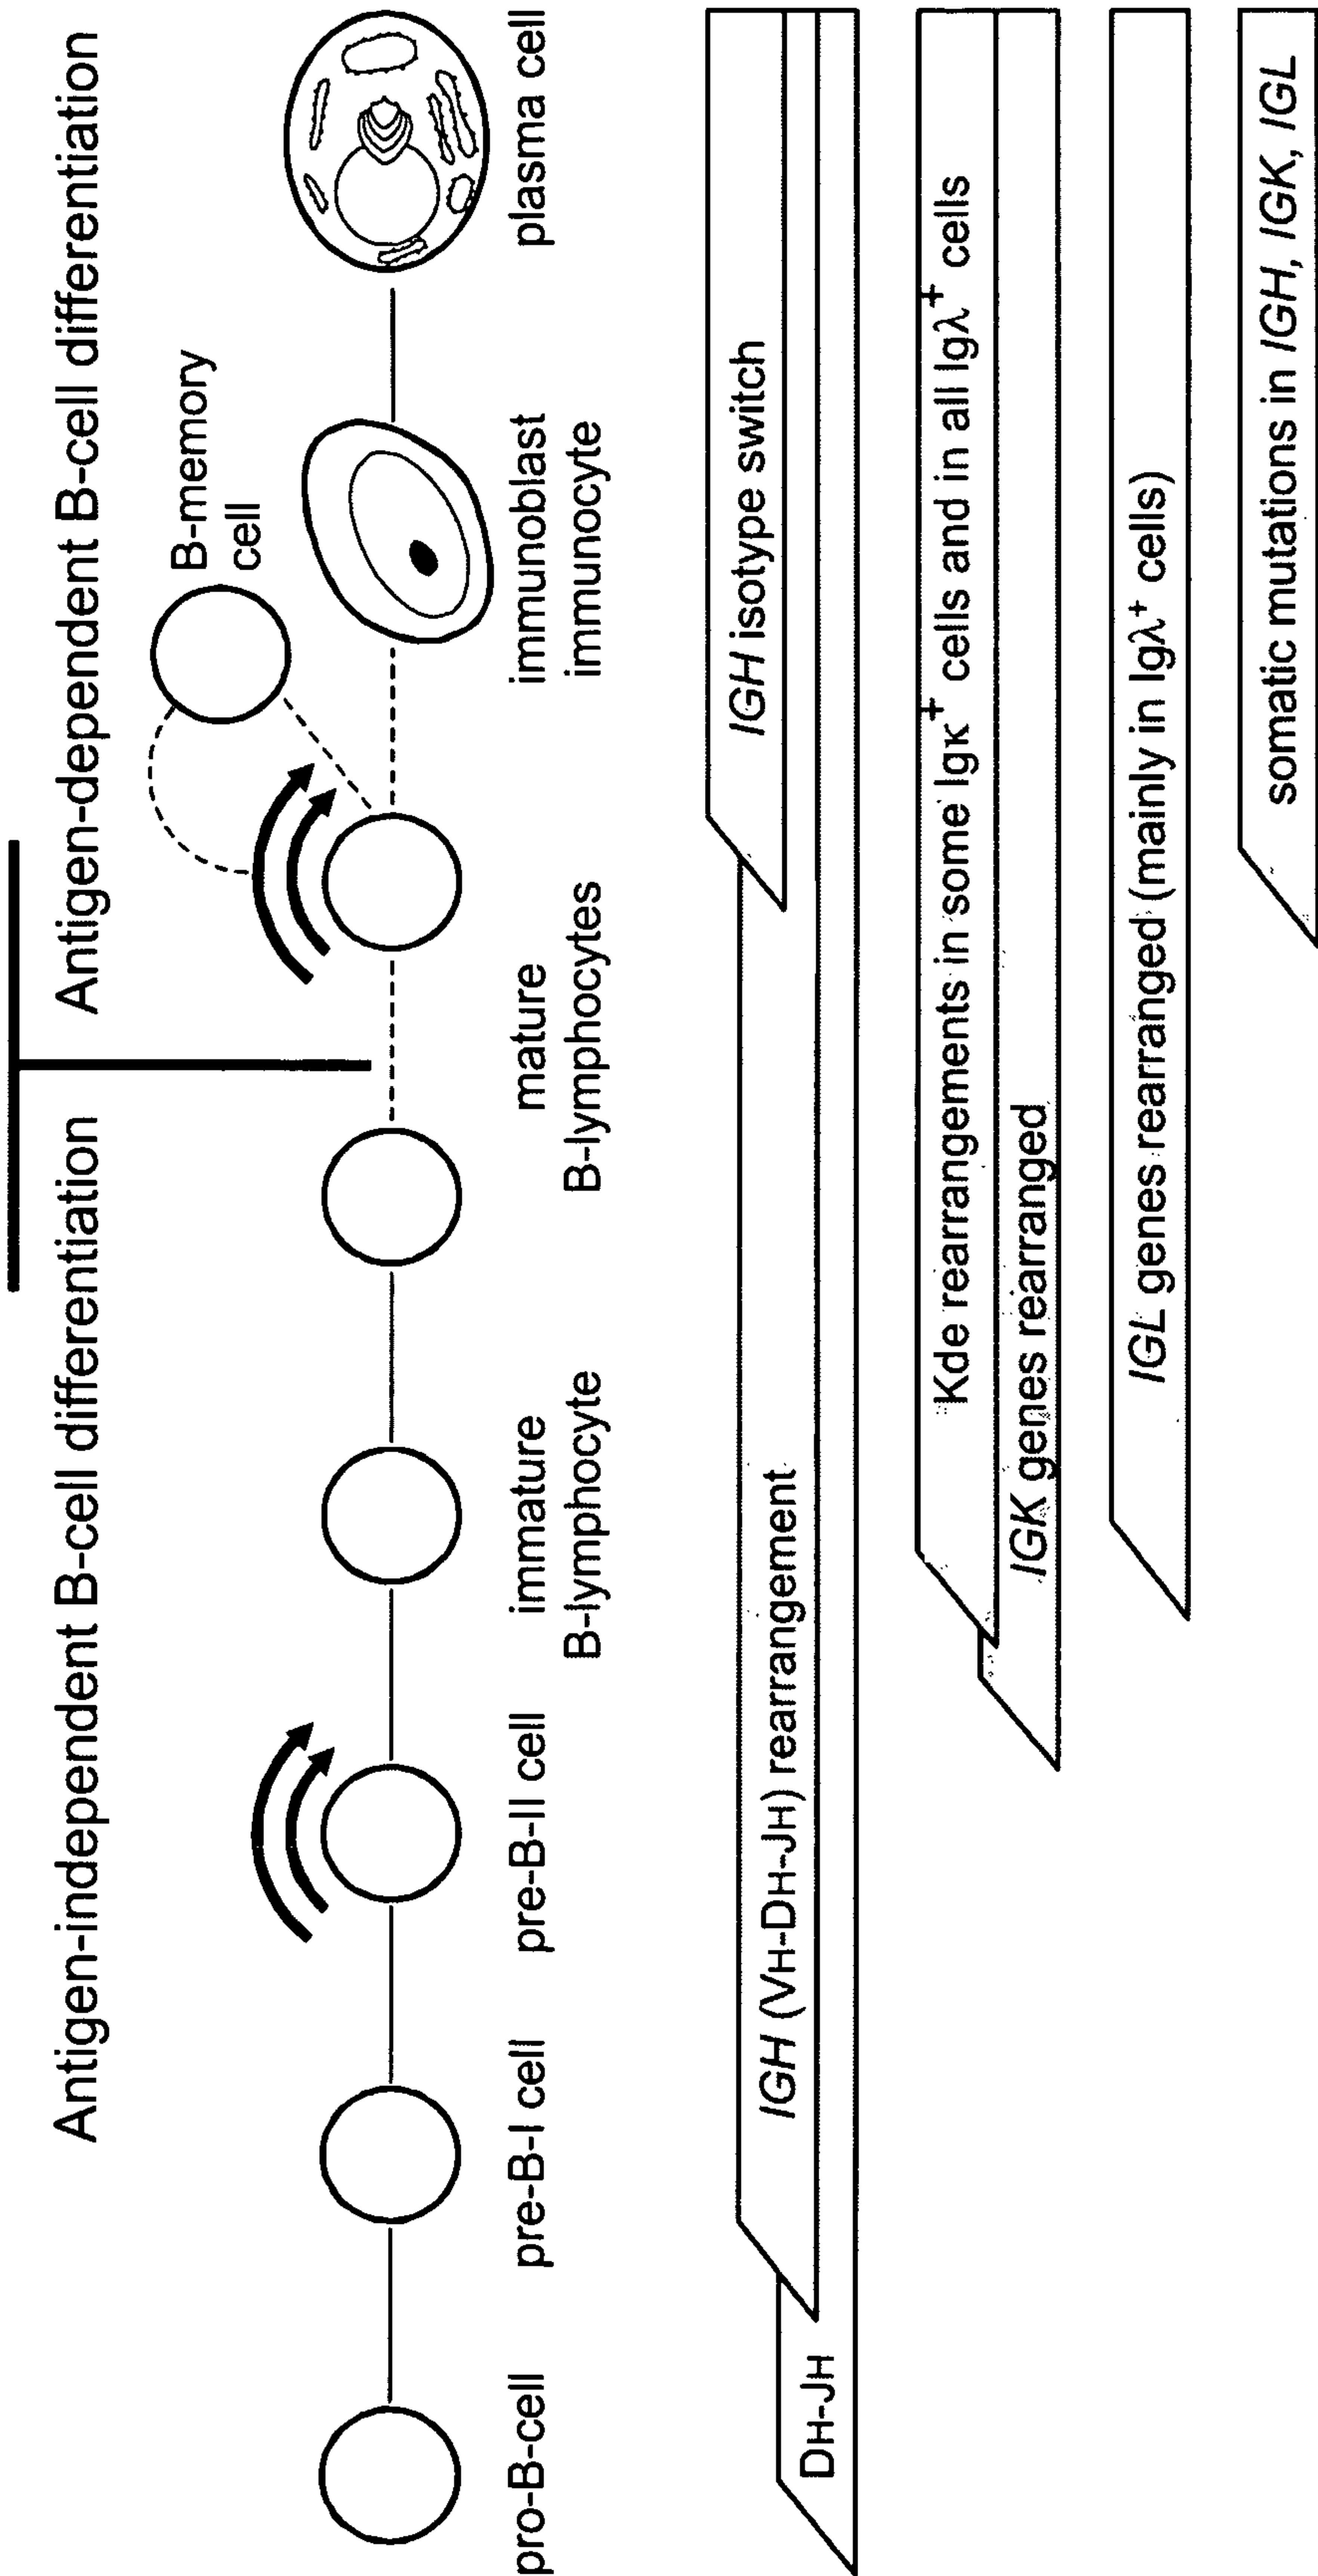 Antigen-independent B-cell differentiation
Antigen-dependent B-cell differentiation
B-memory
cell
pro-B-cell
pre-B-I cell
pre-B-II cell
immature
B-lymphocyte
mature
B-lymphocytes
immunoblast
immunocyte
plasma cell
IGH isotype switch
IGH (VH-DH-JH) rearrangement
DH-JH
Kde rearrangements in some Igκ+ cells and in all Igλ+ cells
IGK genes rearranged
IGL genes rearranged (mainly in Igλ+ cells)
somatic mutations in IGH, IGK, IGL